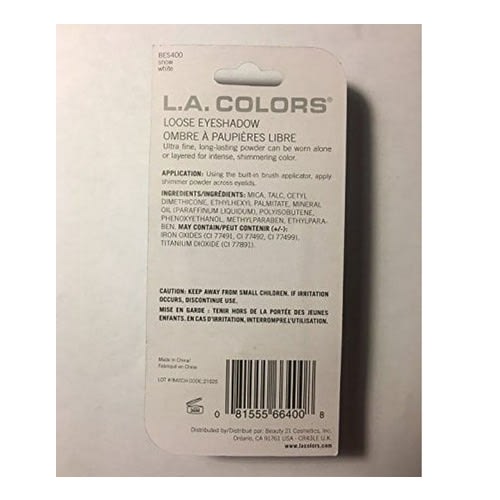 BES400
snow
white
L.A. COLORS®
LOOSE EYESHADOW
OMBRE À PAUPIÈRES LIBRE
Ultra fine, long-lasting powder can be worn alone
or layered for intense, shimmering color.
APPLICATION: Using the built-in brush applicator, apply
shimmer powder across eyelids.
INGREDIENTS/INGRÉDIENTS: MICA, TALC, CETYL
DIMETHICONE, ETHYLHEXYL PALMITATE, MINERAL
OIL (PARAFFINUM LIQUIDUM), POLYISOBUTENE,
PHENOXYETHANOL, METHYLPARABEN, ETHYLPARA-
BEN. MAY CONTAIN/PEUT CONTENIR (+/-):
IRON OXIDES (CI 77491, CI 77492, CI 77499),
TITANIUM DIOXIDE (CI 77891).
CAUTION: KEEP AWAY FROM SMALL CHILDREN. IF IRRITATION
OCCURS, DISCONTINUE USE.
MISE EN GARDE : TENIR HORS DE LA PORTÉE DES JEUNES
ENFANTS. EN CAS D'IRRITATION, INTERROMPRE L'UTILISATION.
Made in China/
Fabriqué en China
LOT #/BATCH CODE:
0 81555 66400 8
Distributed by/Distribué par: Beauty 21 Cosmetics, Inc.
Ontario, CA 91761 USA - CR43LE U.K.
www.lacolors.com